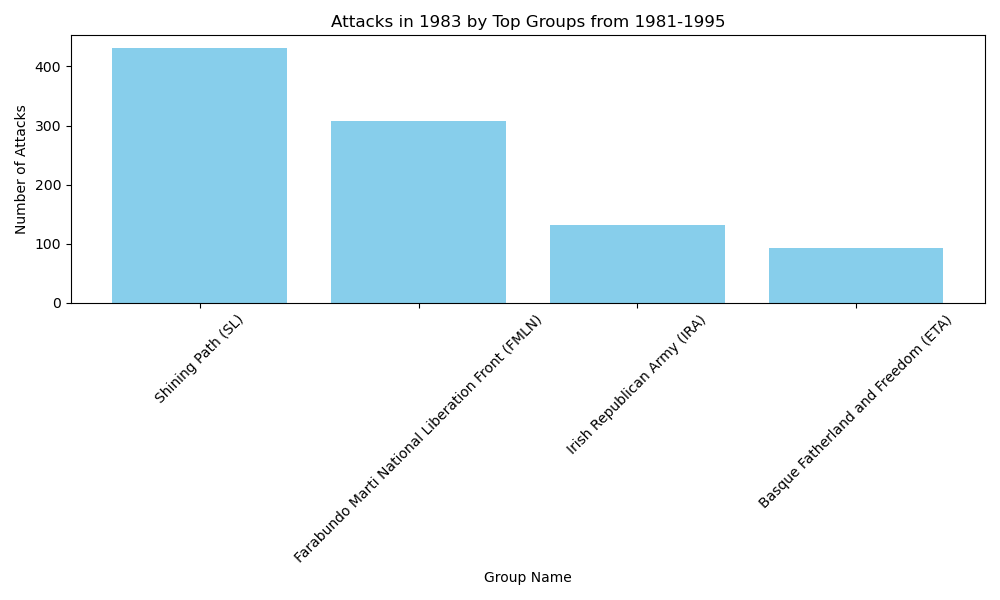 Attacks in 1983 by Top Groups from 1981-1995
Number of Attacks
400
300
200
100
0
Shining Path (SL)
Farabundo Marti National Liberation Front (FMLN)
Irish Republican Army (IRA)
Basque Fatherland and Freedom (ETA)
Group Name